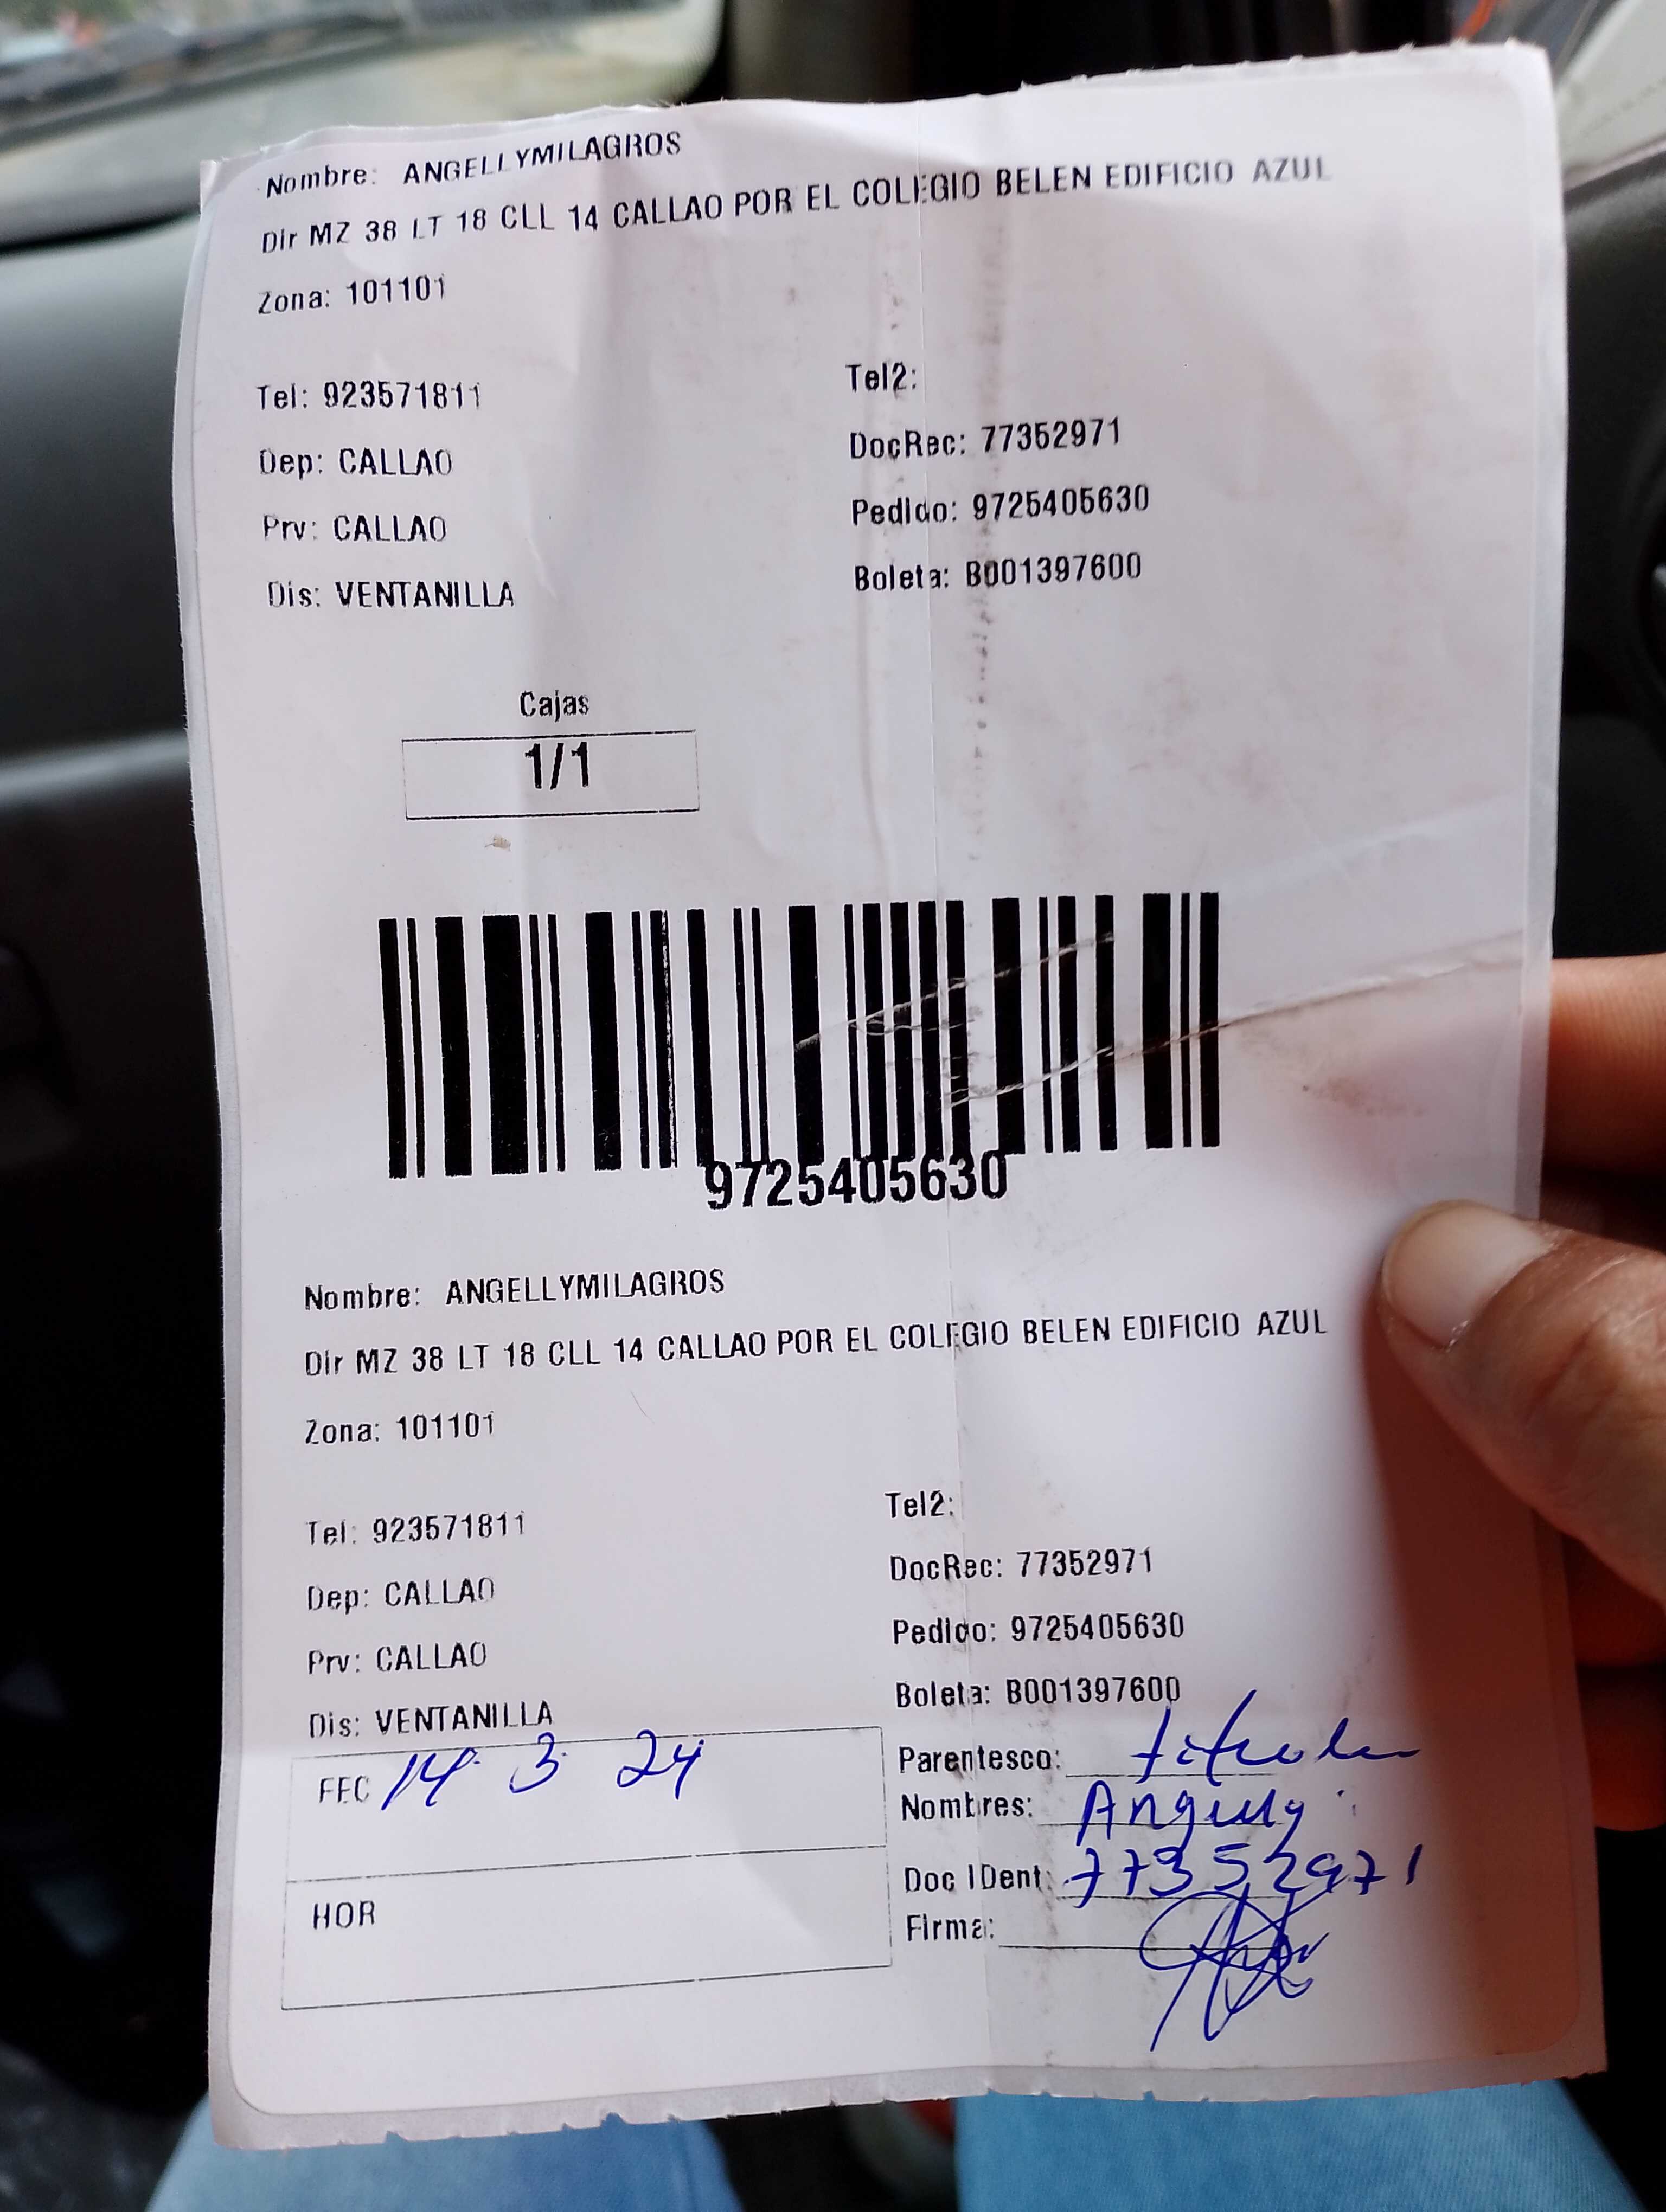 Nombre: ANGELLYMILAGROS
Dir MZ 38 LT 18 CLL 14 CALLAO POR EL COLEGIO BELEN EDIFICIO AZUL
Zona: 101101
Tel: 923571811 Tel2:
Dep: CALLAO DocRec: 77352971
Prv: CALLAO Pedido: 9725405630
Dis: VENTANILLA Boleta: B001397600
Cajas
1/1
9725405630
Nombre: ANGELLYMILAGROS
Dir MZ 38 LT 18 CLL 14 CALLAO POR EL COLEGIO BELEN EDIFICIO AZUL
Zona: 101101
Tel: 923571811 Tel2:
Dep: CALLAO DocRec: 77352971
Prv: CALLAO Pedido: 9725405630
Dis: VENTANILLA Boleta: B001397600
FEC 14 3 24 Parentesco: titular
Nombres:
Doc IDent: 77352971
HOR Firma: